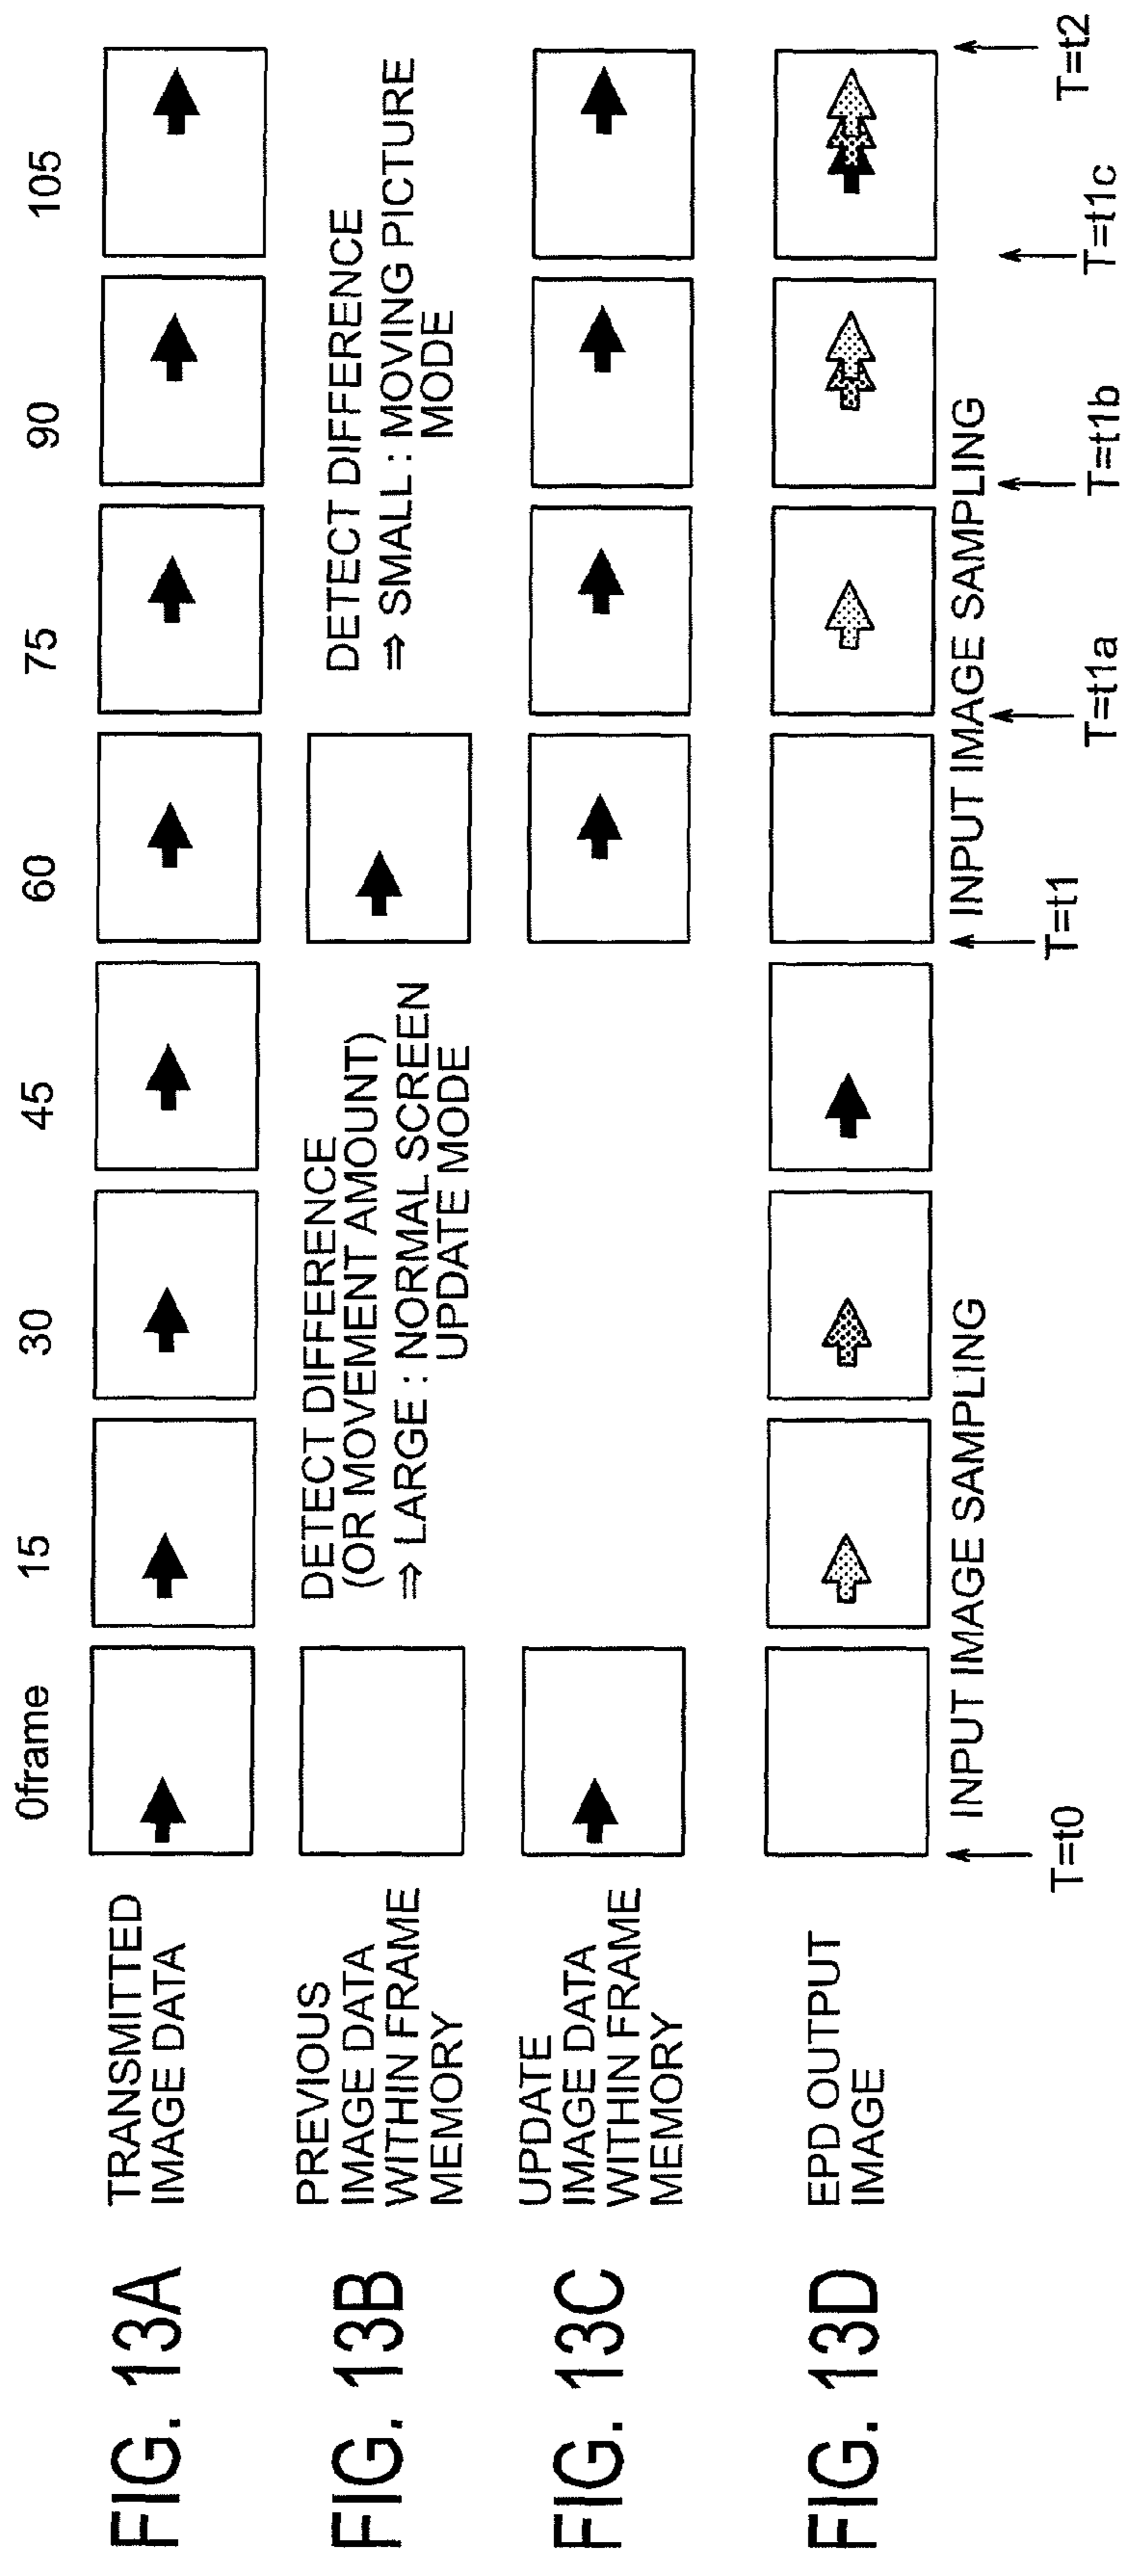 0frame 15 30 45 60 75 90 105
FIG. 13A
TRANSMITTED
IMAGE DATA
FIG. 13B
PREVIOUS
IMAGE DATA
WITHIN FRAME
MEMORY
DETECT DIFFERENCE
(OR MOVEMENT AMOUNT)
⇒ LARGE : NORMAL SCREEN
UPDATE MODE
DETECT DIFFERENCE
⇒ SMALL : MOVING PICTURE
MODE
FIG. 13C
UPDATE
IMAGE DATA
WITHIN FRAME
MEMORY
FIG. 13D
EPD OUTPUT
IMAGE
INPUT IMAGE SAMPLING
INPUT IMAGE SAMPLING
T=t0
T=t1
T=t1a
T=t1b
T=t1c
T=t2